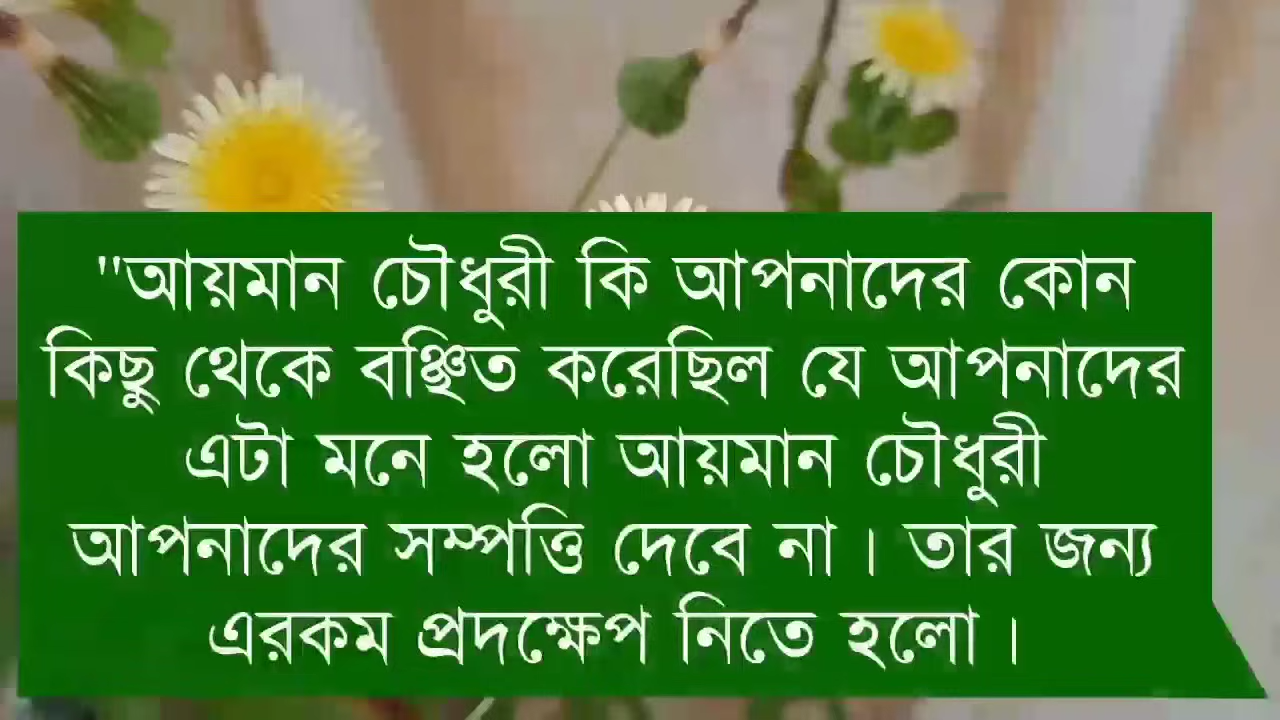 "আয়মান চৌধুরী কি আপনাদের কোন
কিছু থেকে বঞ্চিত করেছিল যে আপনাদের
এটা মনে হলো আয়মান চৌধুরী
আপনাদের সম্পত্তি দেবে না । তার জন্য
এরকম প্রদক্ষেপ নিতে হলো ।